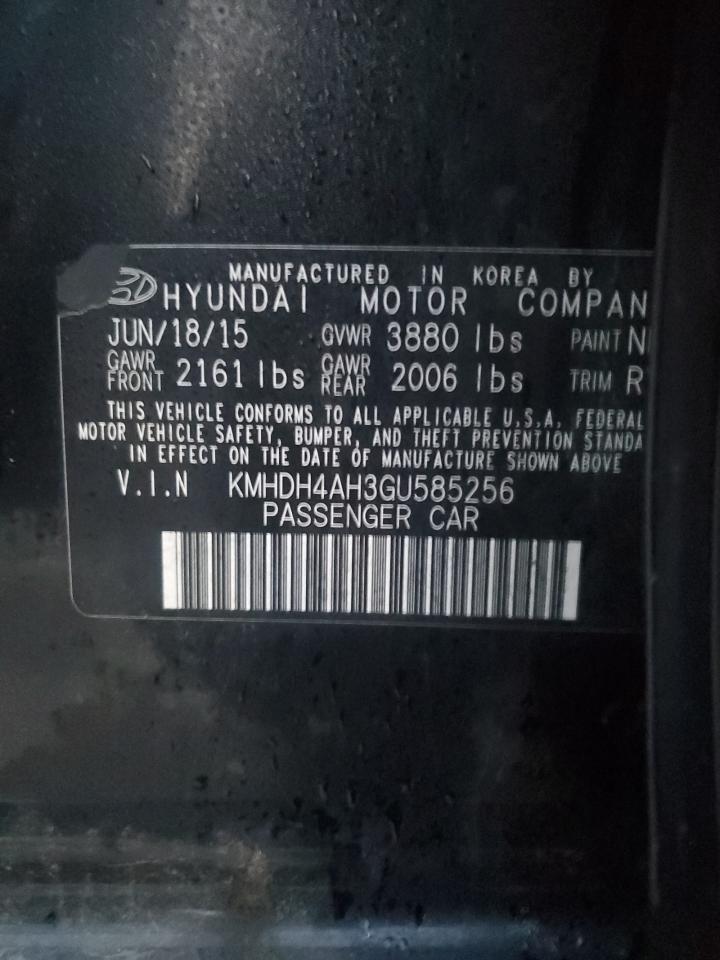 MANUFACTURED IN KOREA BY
HYUNDAI MOTOR COMPAN
JUN/18/15 GVWR 3880 lbs PAINT N
GAWR FRONT 2161 lbs GAWR REAR 2006 lbs TRIM R
THIS VEHICLE CONFORMS TO ALL APPLICABLE U.S.A. FEDERAL
MOTOR VEHICLE SAFETY, BUMPER, AND THEFT PREVENTION STANDA
IN EFFECT ON THE DATE OF MANUFACTURE SHOWN ABOVE
V.I.N KMHDH4AH3GU585256
PASSENGER CAR